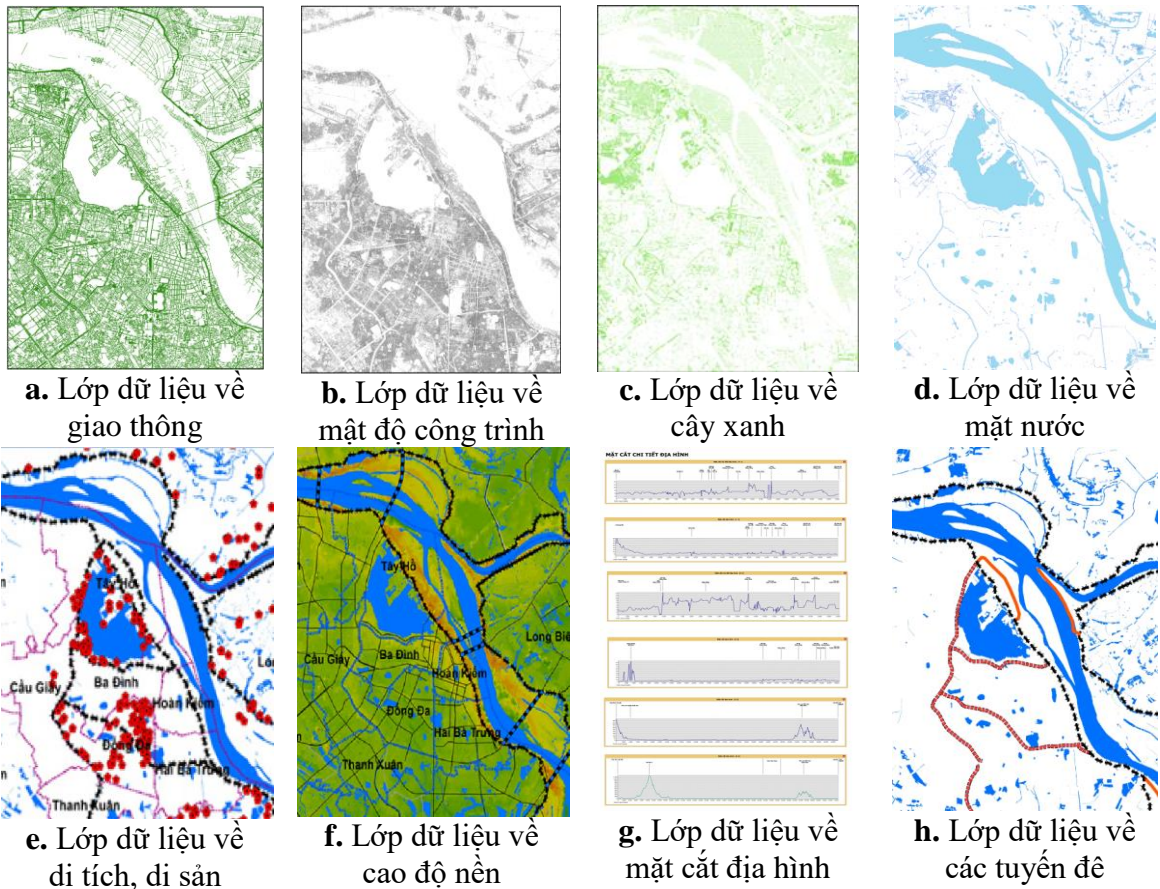 a. Lớp dữ liệu về
giao thông
b. Lớp dữ liệu về
mật độ công trình
c. Lớp dữ liệu về
cây xanh
d. Lớp dữ liệu về
mặt nước
Tây Hồ
Cầu Giấy
Ba Đình
Hoàn Kiếm
Đống Đa
Hai Bà Trưng
Thanh Xuân
e. Lớp dữ liệu về
di tích, di sản
Tây Hồ
Long Biê
Cầu Giấy
Ba Đình
Hoàn Kiếm
Đống Đa
Hai Bà Trưng
Thanh Xuân
f. Lớp dữ liệu về
cao độ nền
MẶT CẮT CHI TIẾT ĐỊA HÌNH
g. Lớp dữ liệu về
mặt cắt địa hình
h. Lớp dữ liệu về
các tuyến đê